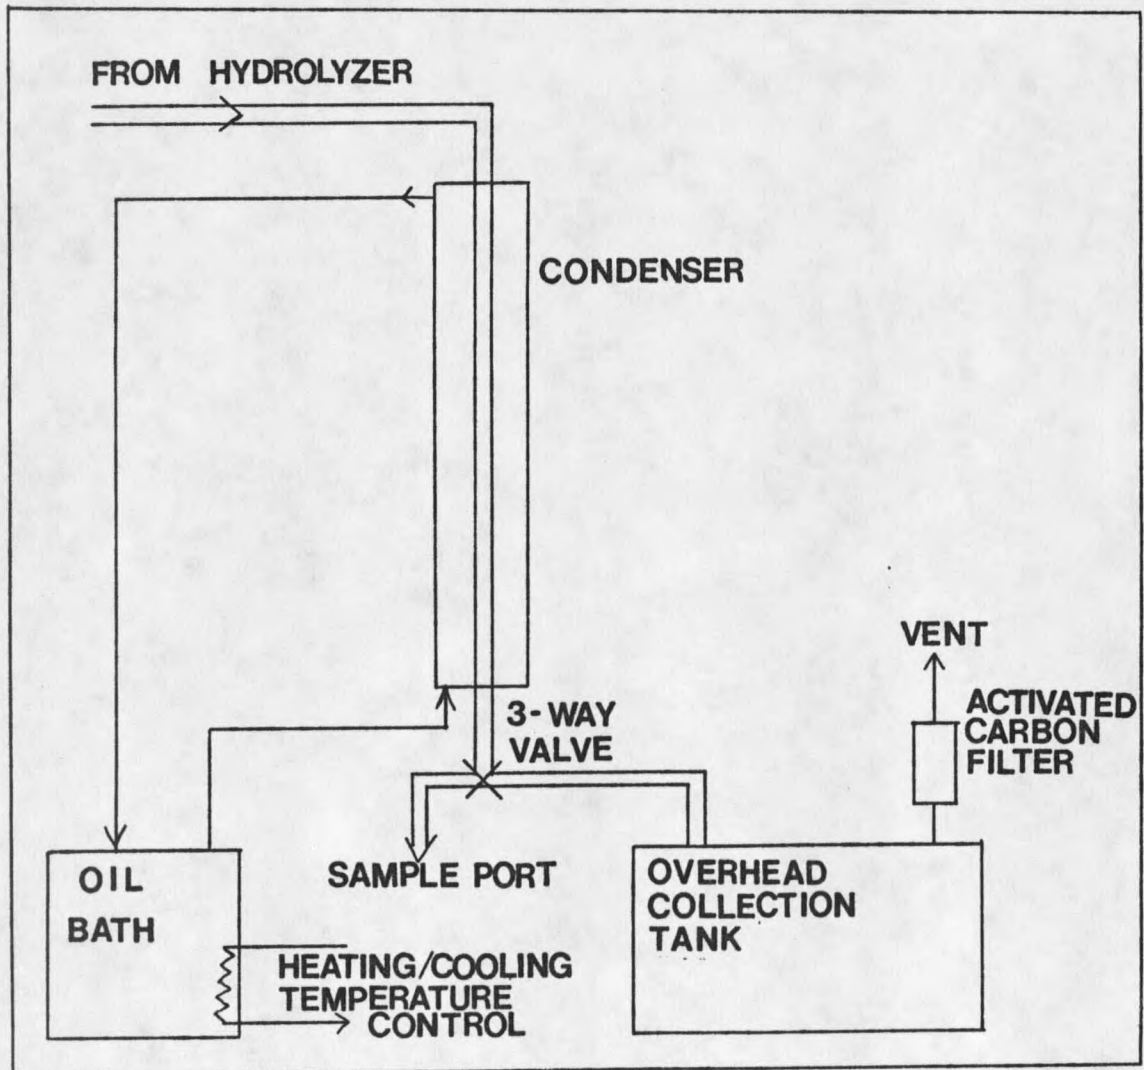 FROM HYDROLYZER
CONDENSER
3-WAY
VALVE
VENT
ACTIVATED
CARBON
FILTER
SAMPLE PORT
OIL
BATH
HEATING/COOLING
TEMPERATURE
CONTROL
OVERHEAD
COLLECTION
TANK